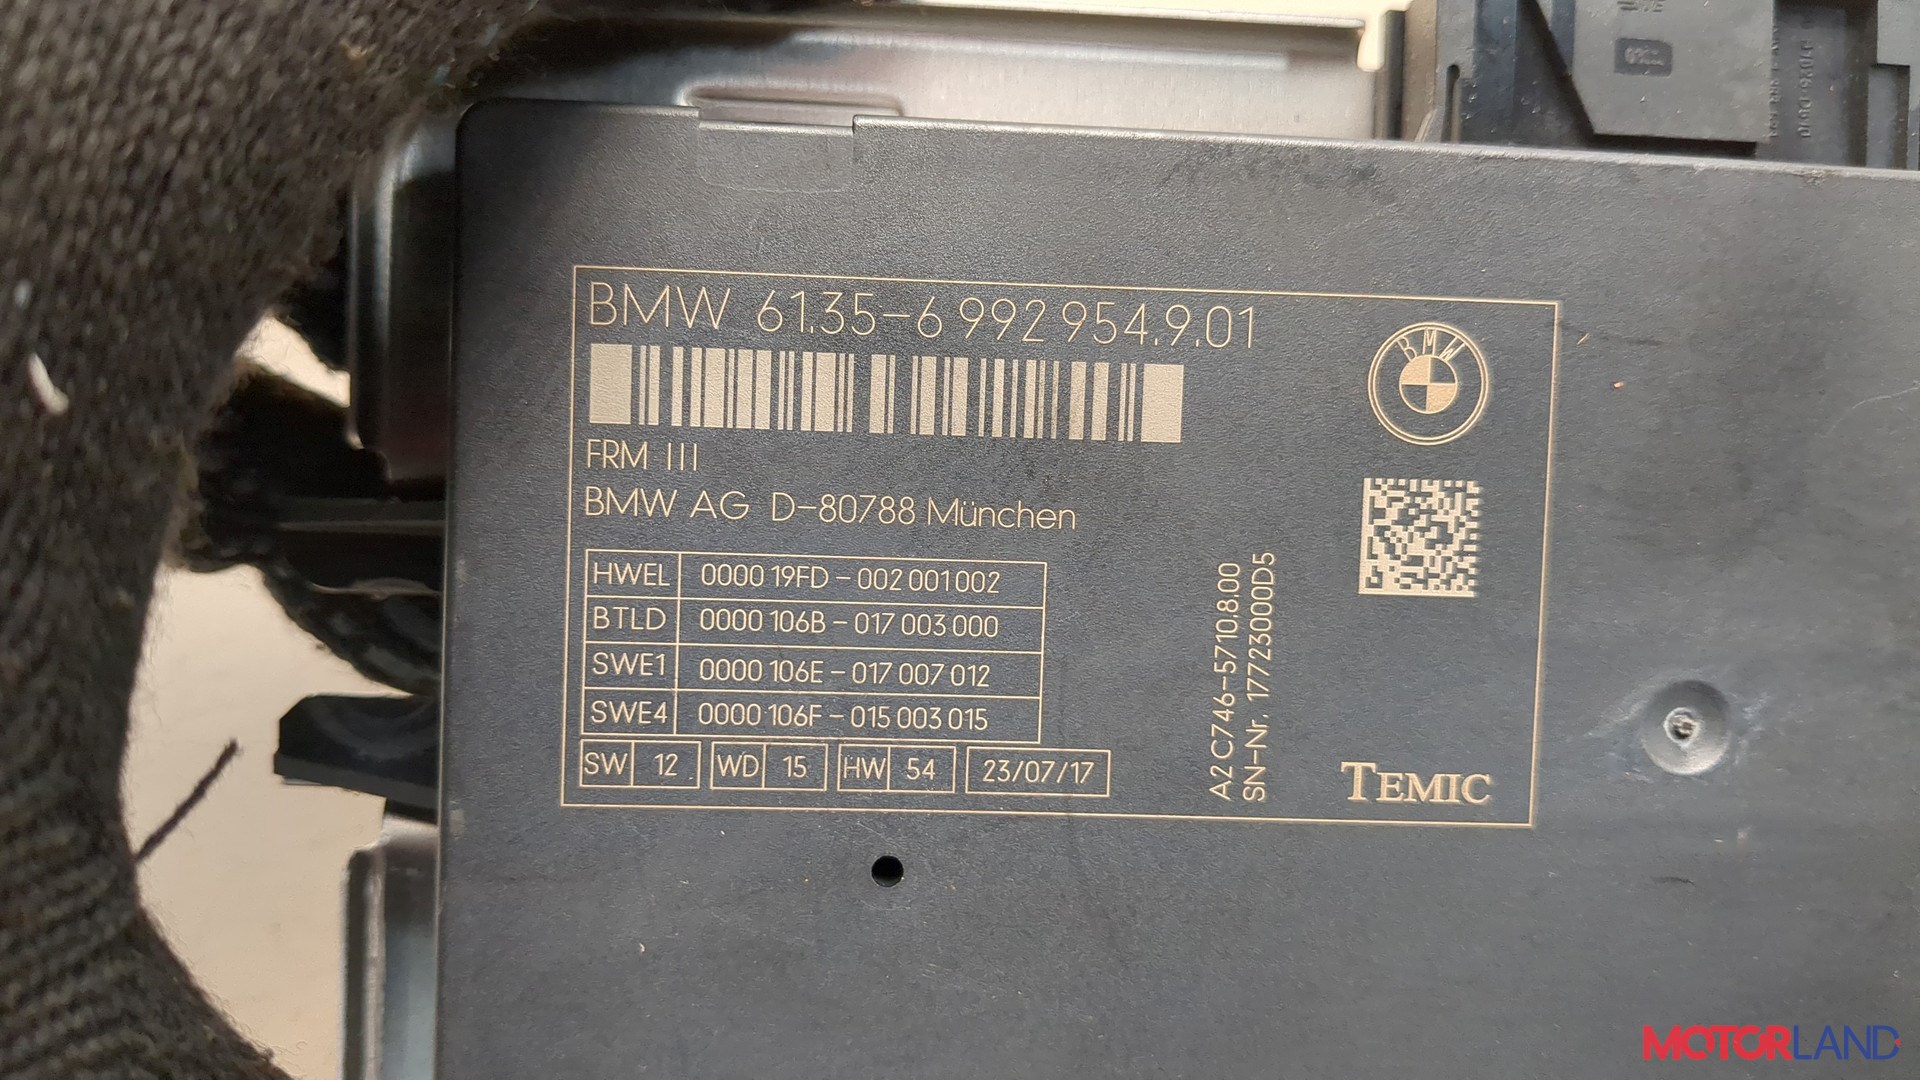 BMW 61.35-6 992 954.9.01
BMW
FRM III
BMW AG D-80788 München
HWEL 0000 19FD - 002 001 002
BTLD 0000 106B - 017 003 000
SWE1 0000 106E - 017 007 012
SWE4 0000 106F - 015 003 015
SW 12 WD 15 HW 54 23/07/17
A2C746-5710.8.00
SN-Nr. 17723000D5
TEMIC
MOTORLAND